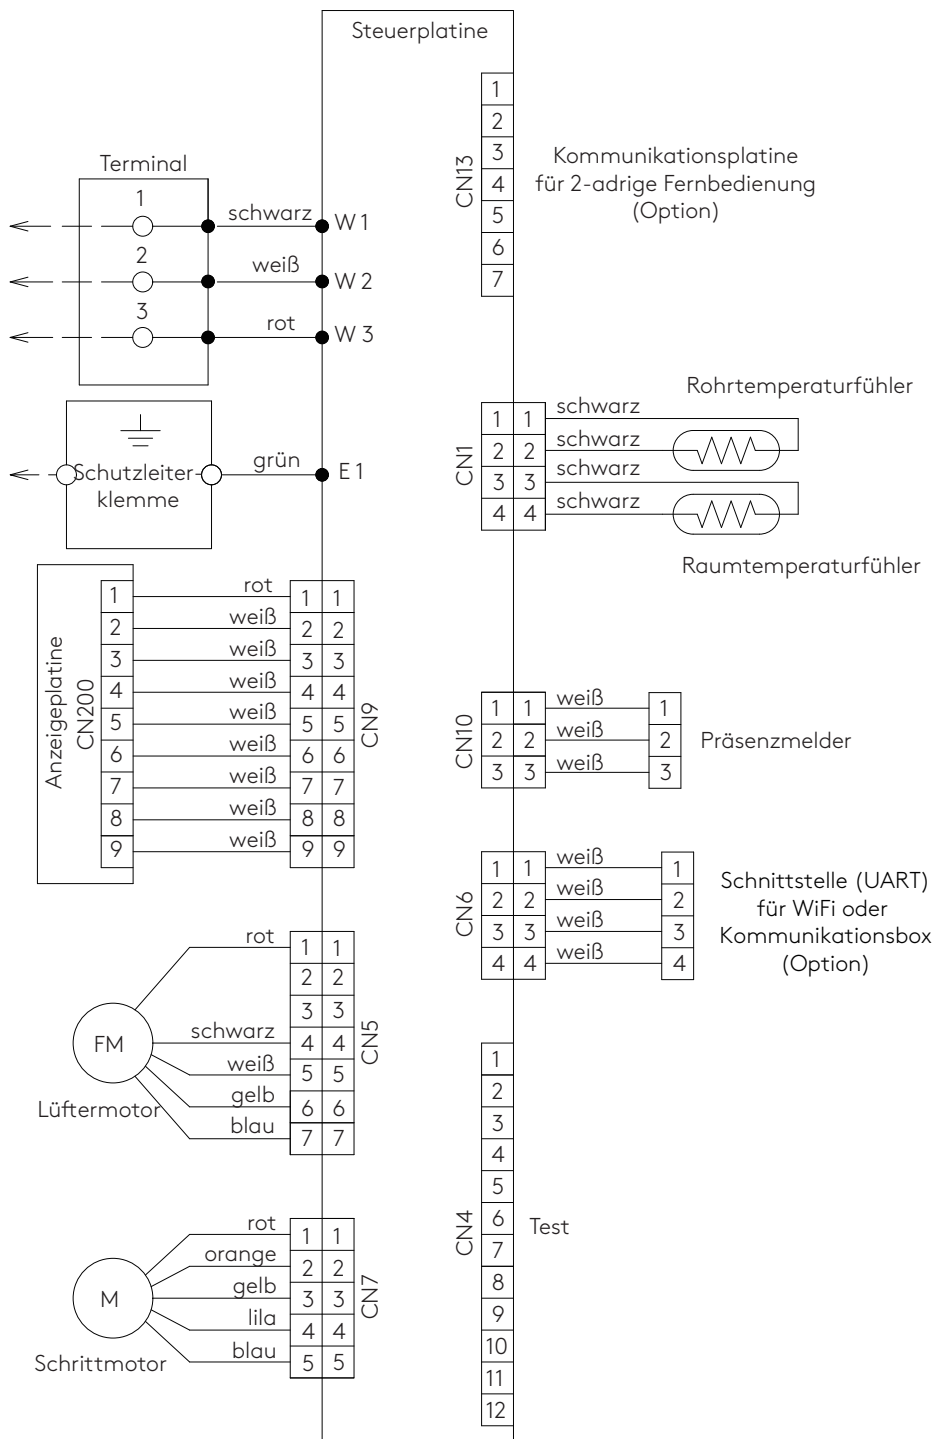 Steuerplatine
Terminal
1
schwarz
W 1
2
weiß
W 2
3
rot
W 3
Schutzleiter-
klemme
grün
E 1
Anzeigeplatine
CN200
1
2
3
4
5
6
7
8
9
rot
weiß
weiß
weiß
weiß
weiß
weiß
weiß
weiß
1 1
2 2
3 3
4 4
5 5
6 6
7 7
8 8
9 9
CN9
FM
Lüftermotor
rot
schwarz
weiß
gelb
blau
1 1
2 2
3 3
4 4
5 5
6 6
7 7
CN5
M
Schrittmotor
rot
orange
gelb
lila
blau
1 1
2 2
3 3
4 4
5 5
CN7
CN13
1
2
3
4
5
6
7
Kommunikationsplatine
für 2-adrige Fernbedienung
(Option)
CN1
1 1
2 2
3 3
4 4
schwarz
schwarz
schwarz
schwarz
Rohrtemperaturfühler
Raumtemperaturfühler
CN10
1 1
2 2
3 3
weiß
weiß
weiß
1
2
3
Präsenzmelder
CN6
1 1
2 2
3 3
4 4
weiß
weiß
weiß
weiß
1
2
3
4
Schnittstelle (UART)
für WiFi oder
Kommunikationsbox
(Option)
CN4
1
2
3
4
5
6
7
8
9
10
11
12
Test